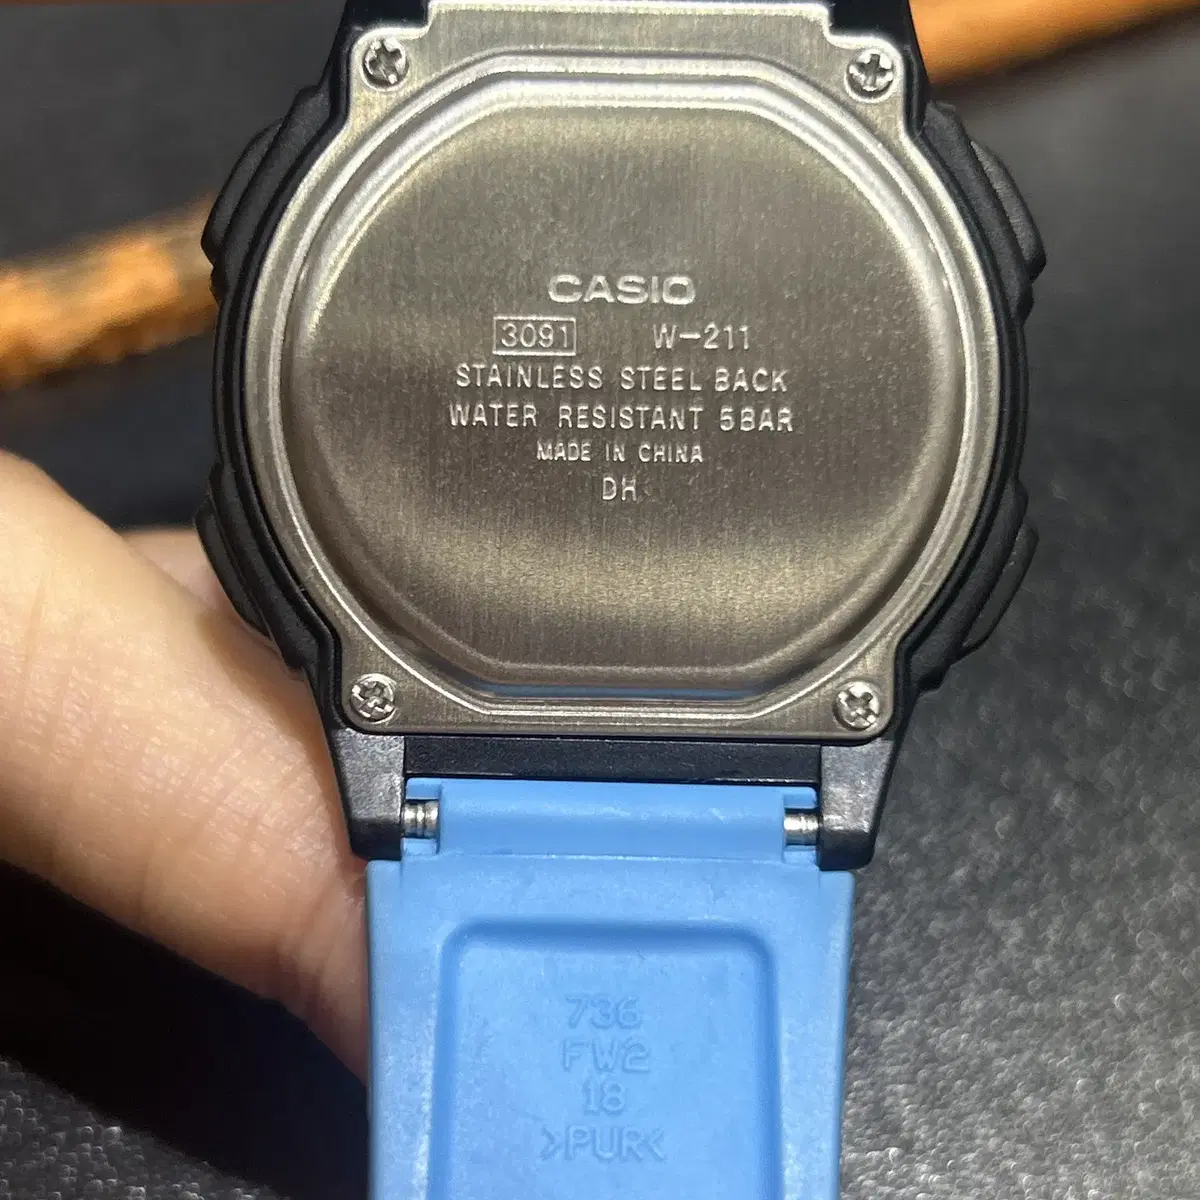 CASIO
3091 W-211
STAINLESS STEEL BACK
WATER RESISTANT 5BAR
MADE IN CHINA
DH
736
FW2
18
>PUR<